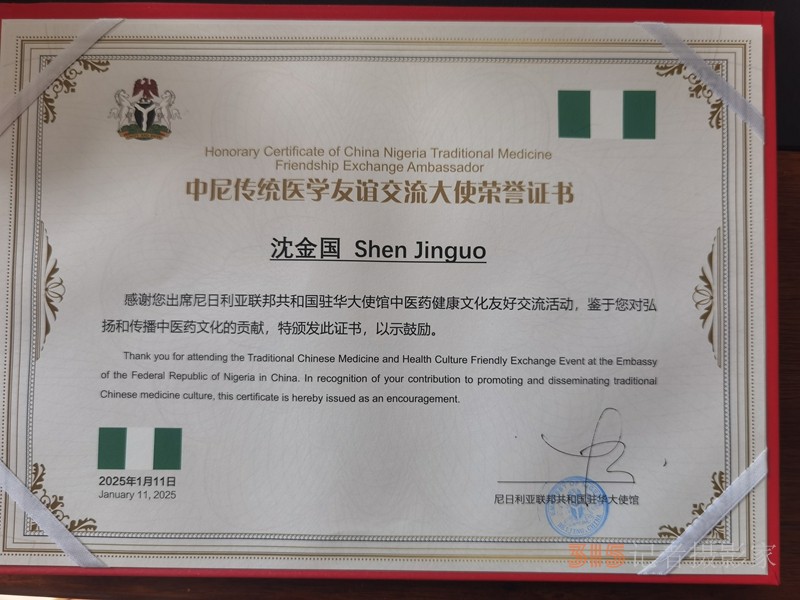 Honorary Certificate of China Nigeria Traditional Medicine
Friendship Exchange Ambassador
中尼传统医学友谊交流大使荣誉证书
沈金国 Shen Jinguo
感谢您出席尼日利亚联邦共和国驻华大使馆中医药健康文化友好交流活动，鉴于您对弘
扬和传播中医药文化的贡献，特颁发此证书，以示鼓励。
Thank you for attending the Traditional Chinese Medicine and Health Culture Friendly Exchange Event at the Embassy
of the Federal Republic of Nigeria in China. In recognition of your contribution to promoting and disseminating traditional
Chinese medicine culture, this certificate is hereby issued as an encouragement.
2025年1月11日
January 11, 2025
尼日利亚联邦共和国驻华大使馆
记者摄影家